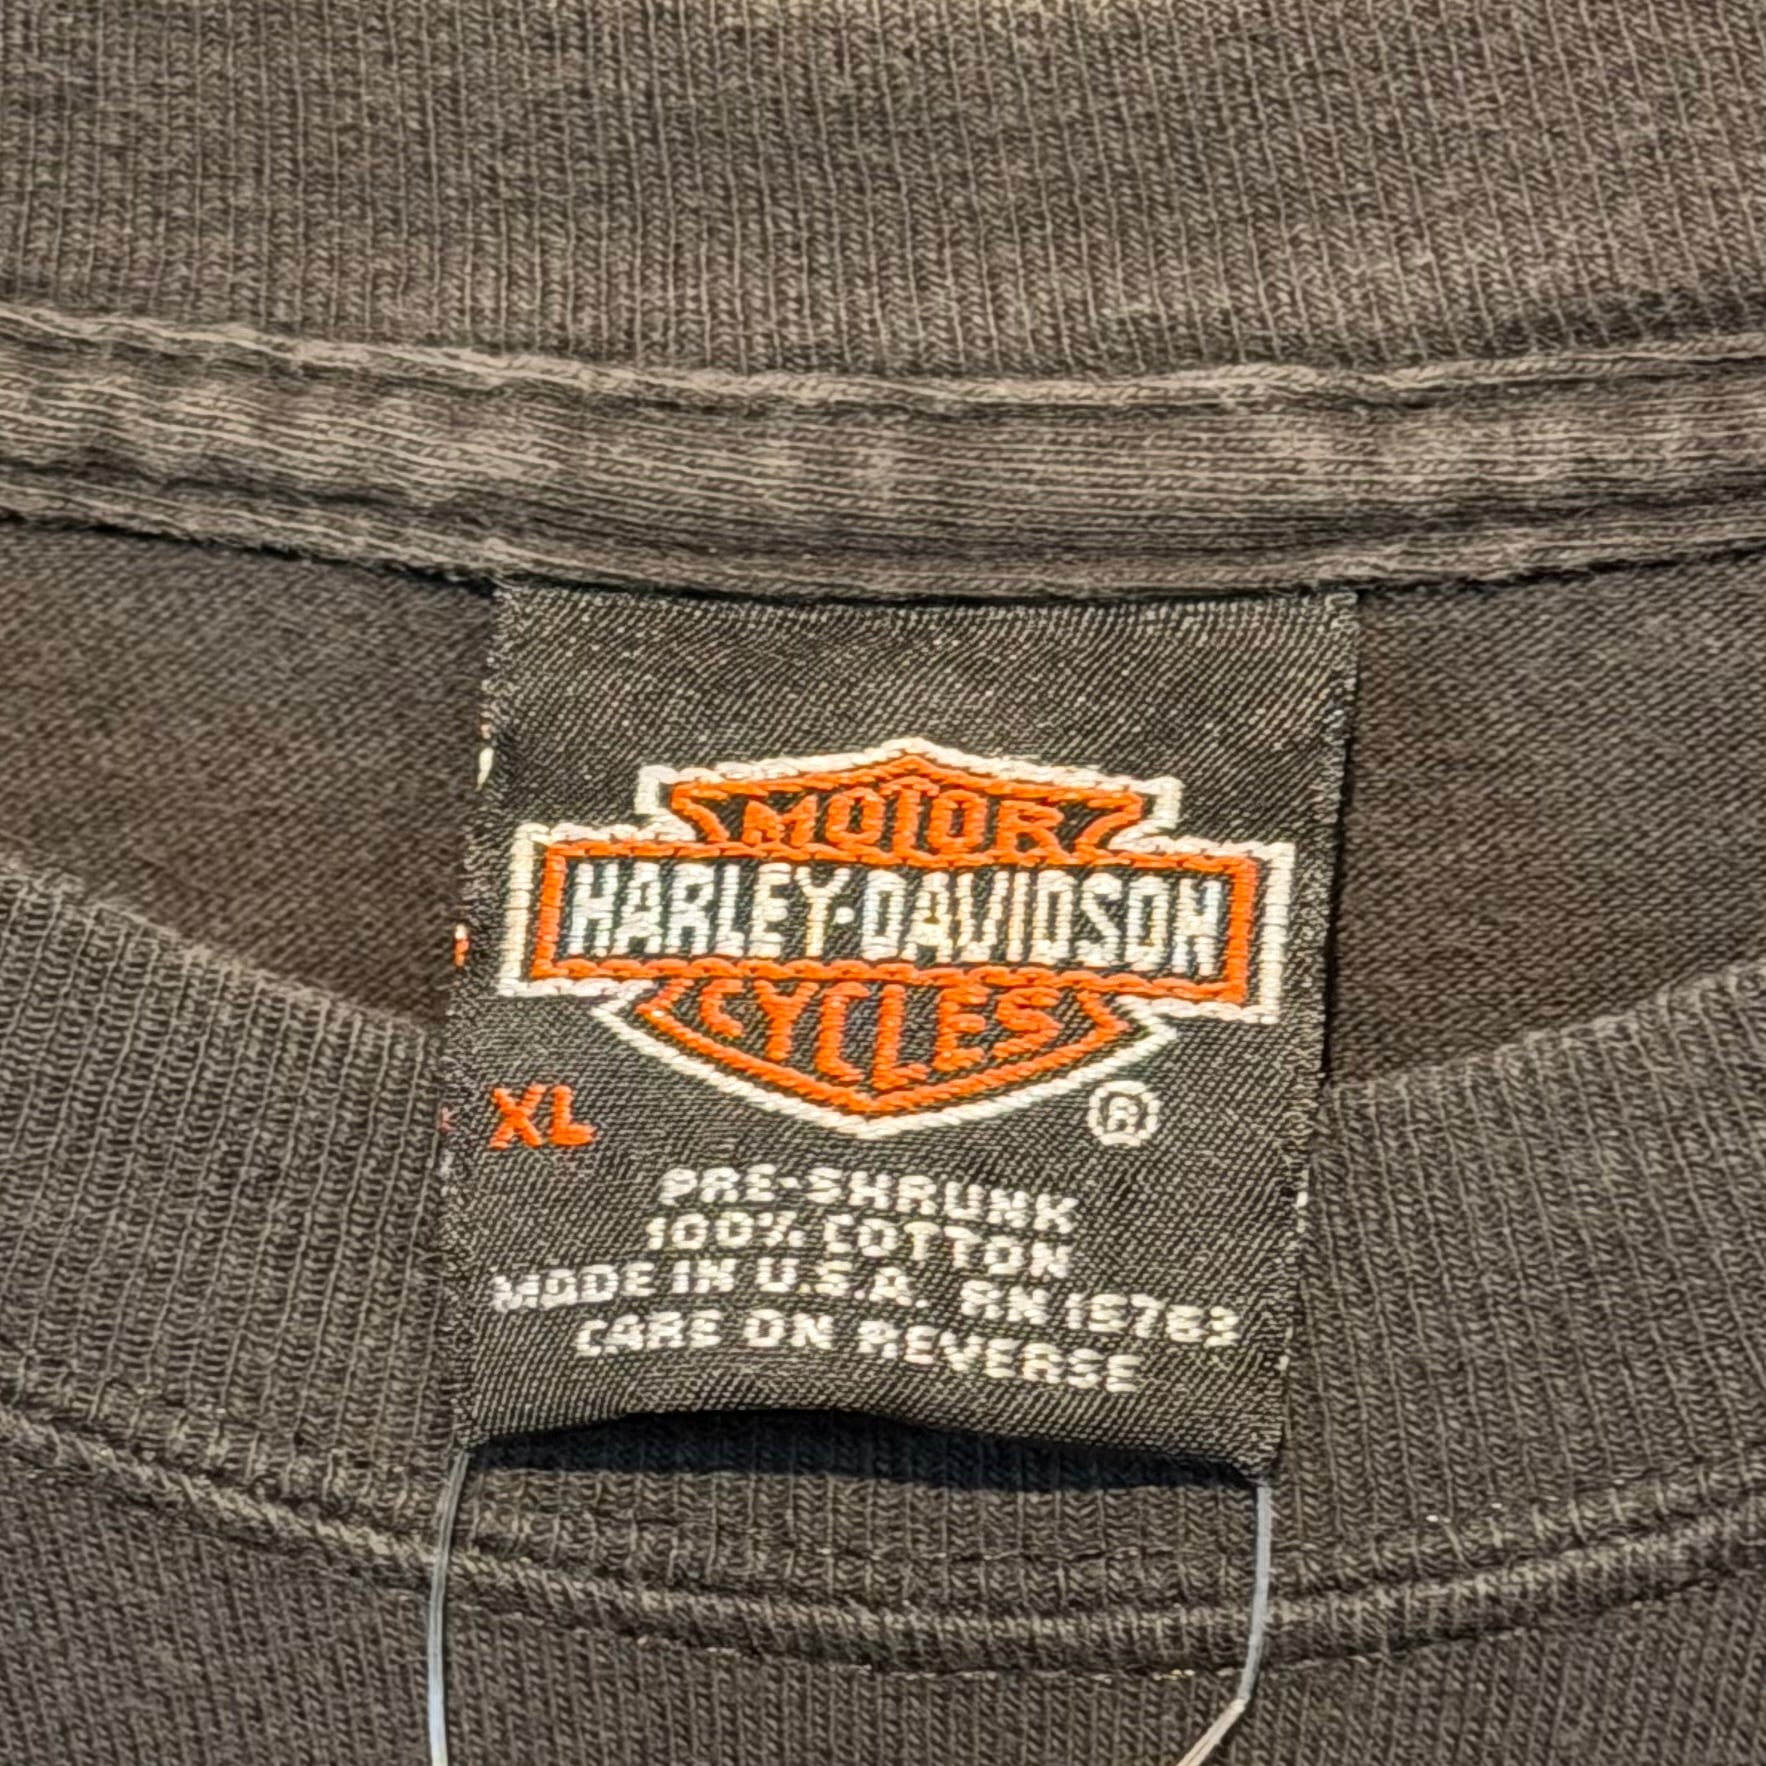 MOTOR
HARLEY-DAVIDSON
CYCLES
XL
®
PRE-SHRUNK
100% COTTON
MADE IN U.S.A. RN 15763
CARE ON REVERSE